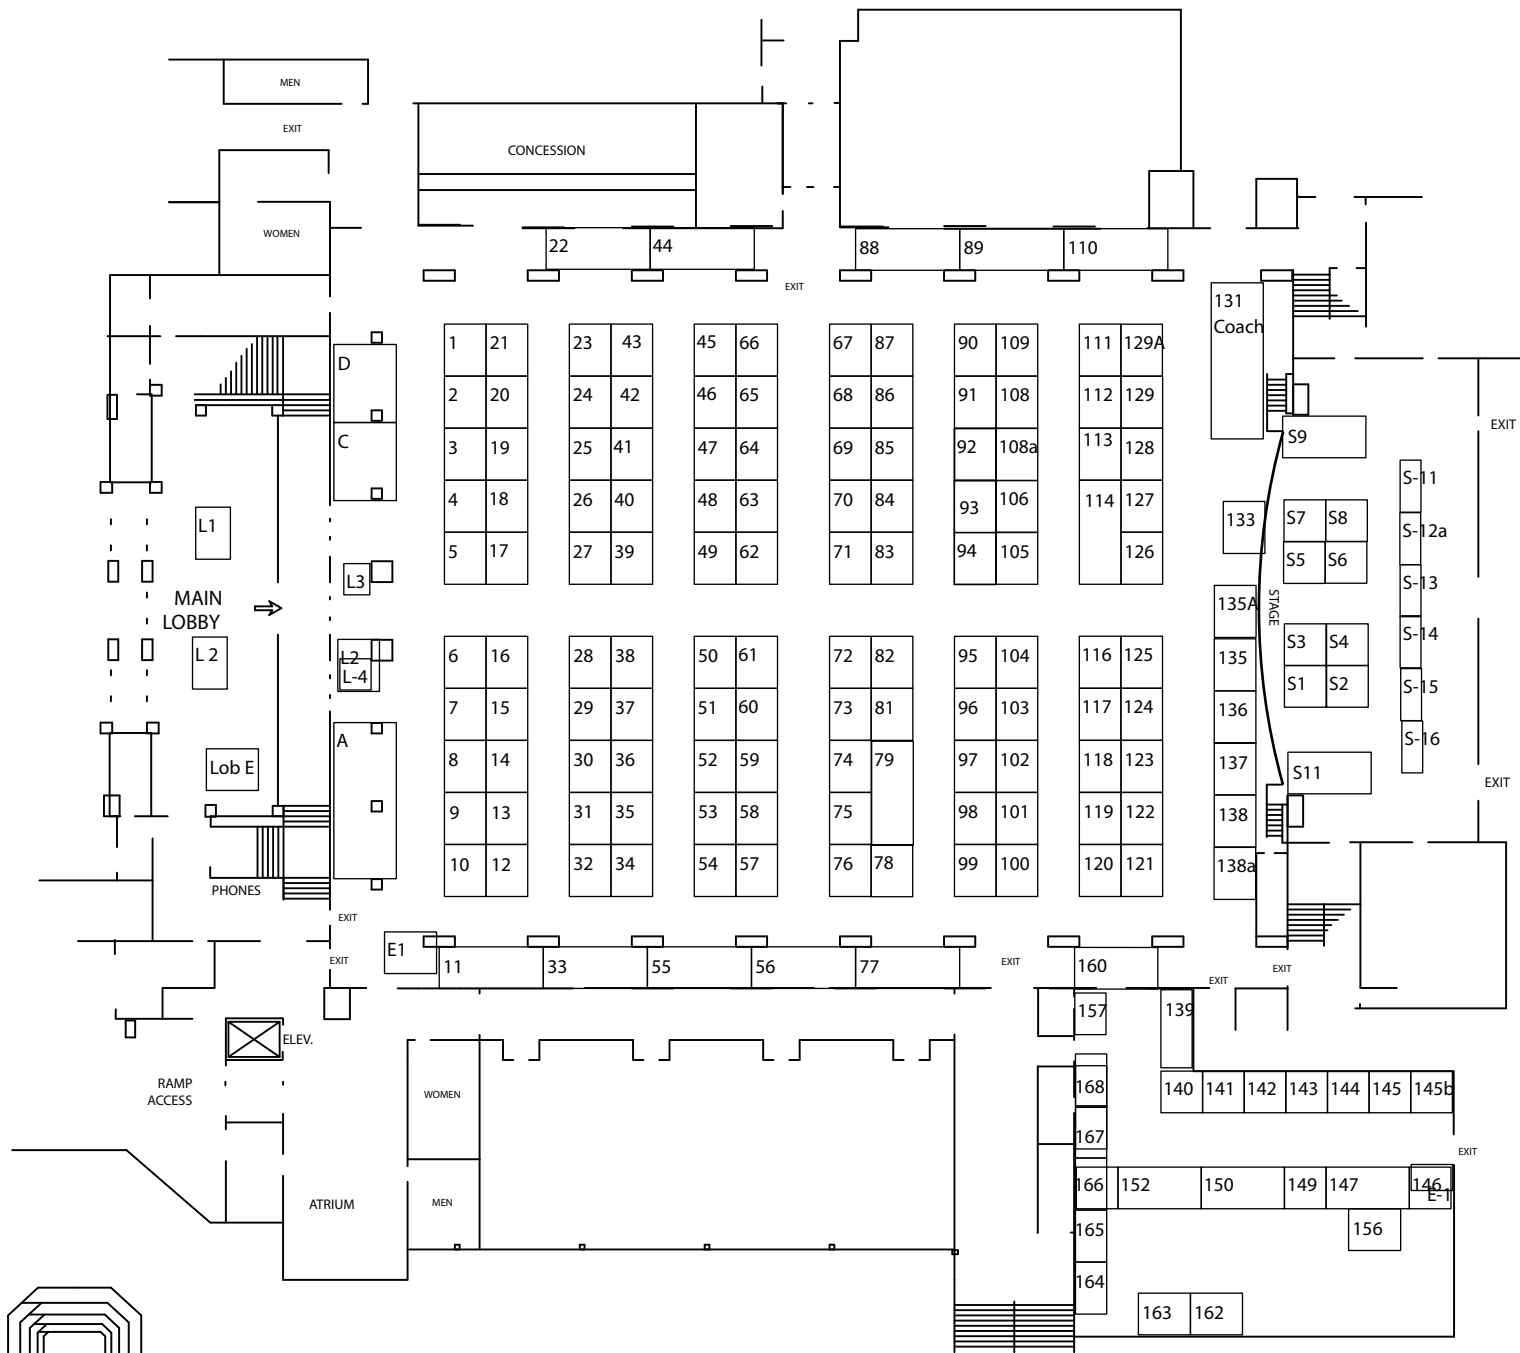 MEN
EXIT
CONCESSION
WOMEN
22 44 88 89 110
EXIT
131
Coach
1 21 23 43 45 66 67 87 90 109 111 129A
D
2 20 24 42 46 65 68 86 91 108 112 129
C
3 19 25 41 47 64 69 85 92 108a 113 128
S9
EXIT
S-11
4 18 26 40 48 63 70 84 93 106 114 127
L1
133
S7 S8
S-12a
5 17 27 39 49 62 71 83 94 105 126
S5 S6
L3
S-13
MAIN
LOBBY
135A
STAGE
S-14
S3 S4
L 2
L2
L-4
6 16 28 38 50 61 72 82 95 104 116 125
135
S1 S2
S-15
7 15 29 37 51 60 73 81 96 103 117 124
136
A
S-16
Lob E
8 14 30 36 52 59 74 79 97 102 118 123
137
S11
EXIT
9 13 31 35 53 58 75 98 101 119 122
138
10 12 32 34 54 57 76 78 99 100 120 121
138a
PHONES
EXIT
E1
EXIT
11 33 55 56 77
EXIT
160
EXIT
EXIT
157
139
ELEV.
RAMP
ACCESS
WOMEN
168
140 141 142 143 144 145 145b
167
EXIT
166 152 150 149 147 146
E-1
ATRIUM
MEN
165
156
164
163 162